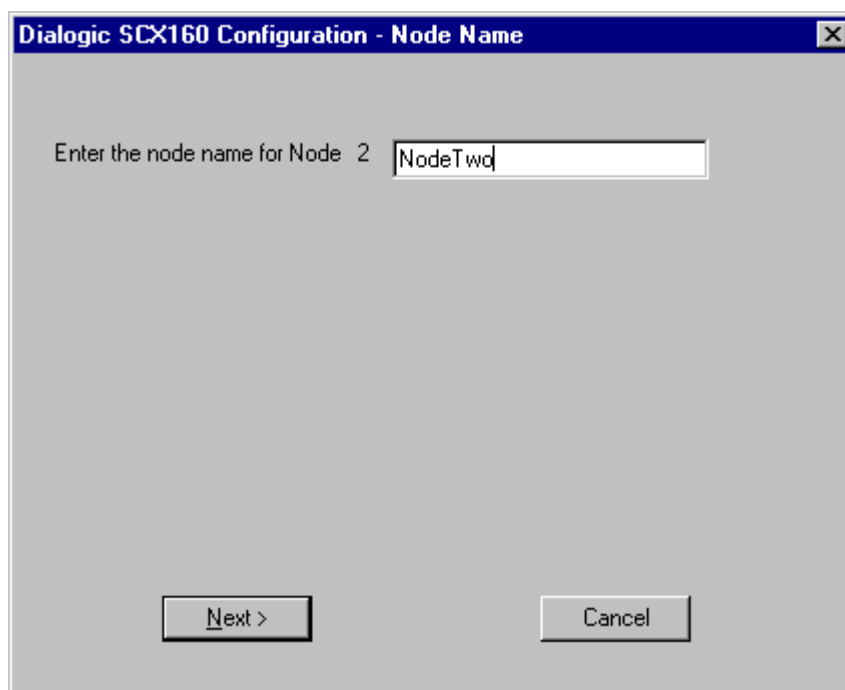 Dialogic SCX160 Configuration - Node Name
Enter the node name for Node 2 NodeTwo
Next > Cancel